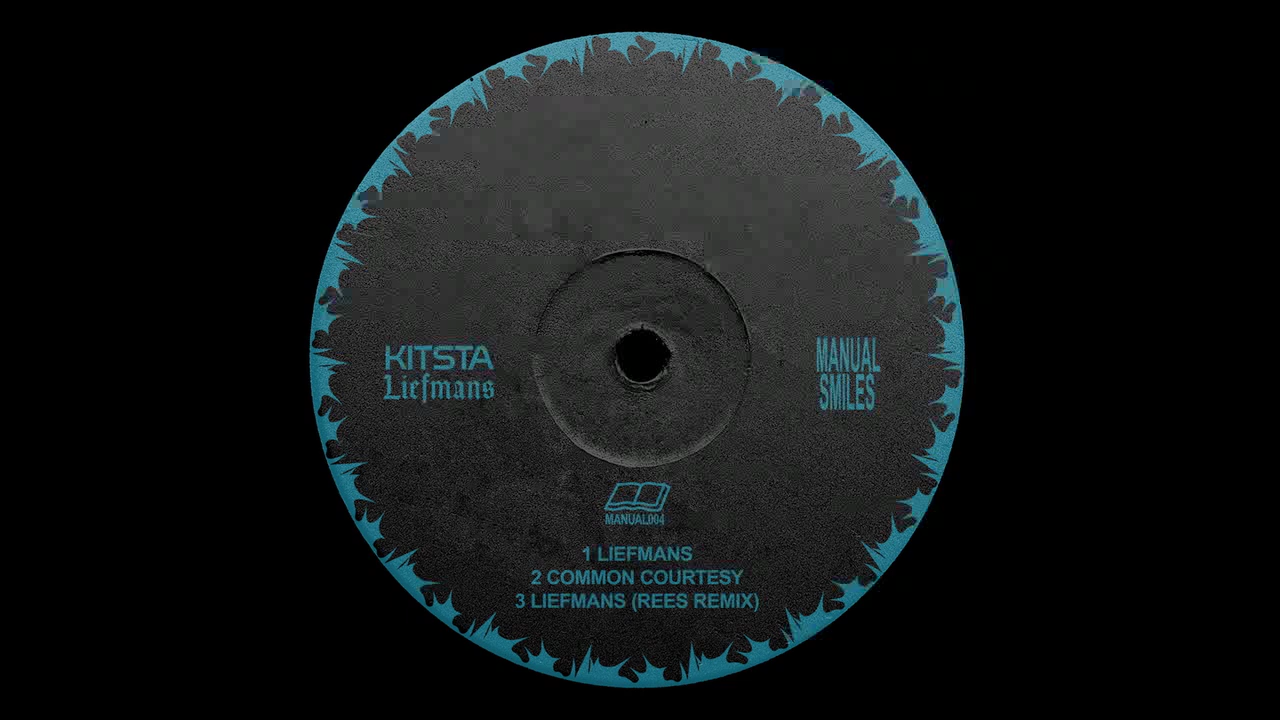 KITSTA
Liefmans
MANUAL
SMILES
MANUAL004
1 LIEFMANS
2 COMMON COURTESY
3 LIEFMANS (REES REMIX)